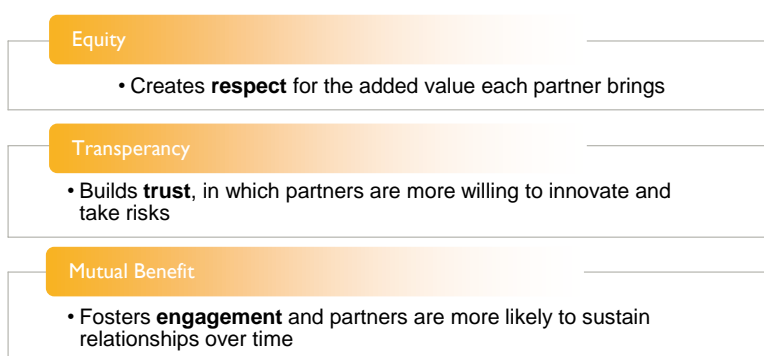 Equity
• Creates respect for the added value each partner brings
Transperancy
• Builds trust, in which partners are more willing to innovate and
take risks
Mutual Benefit
• Fosters engagement and partners are more likely to sustain
relationships over time